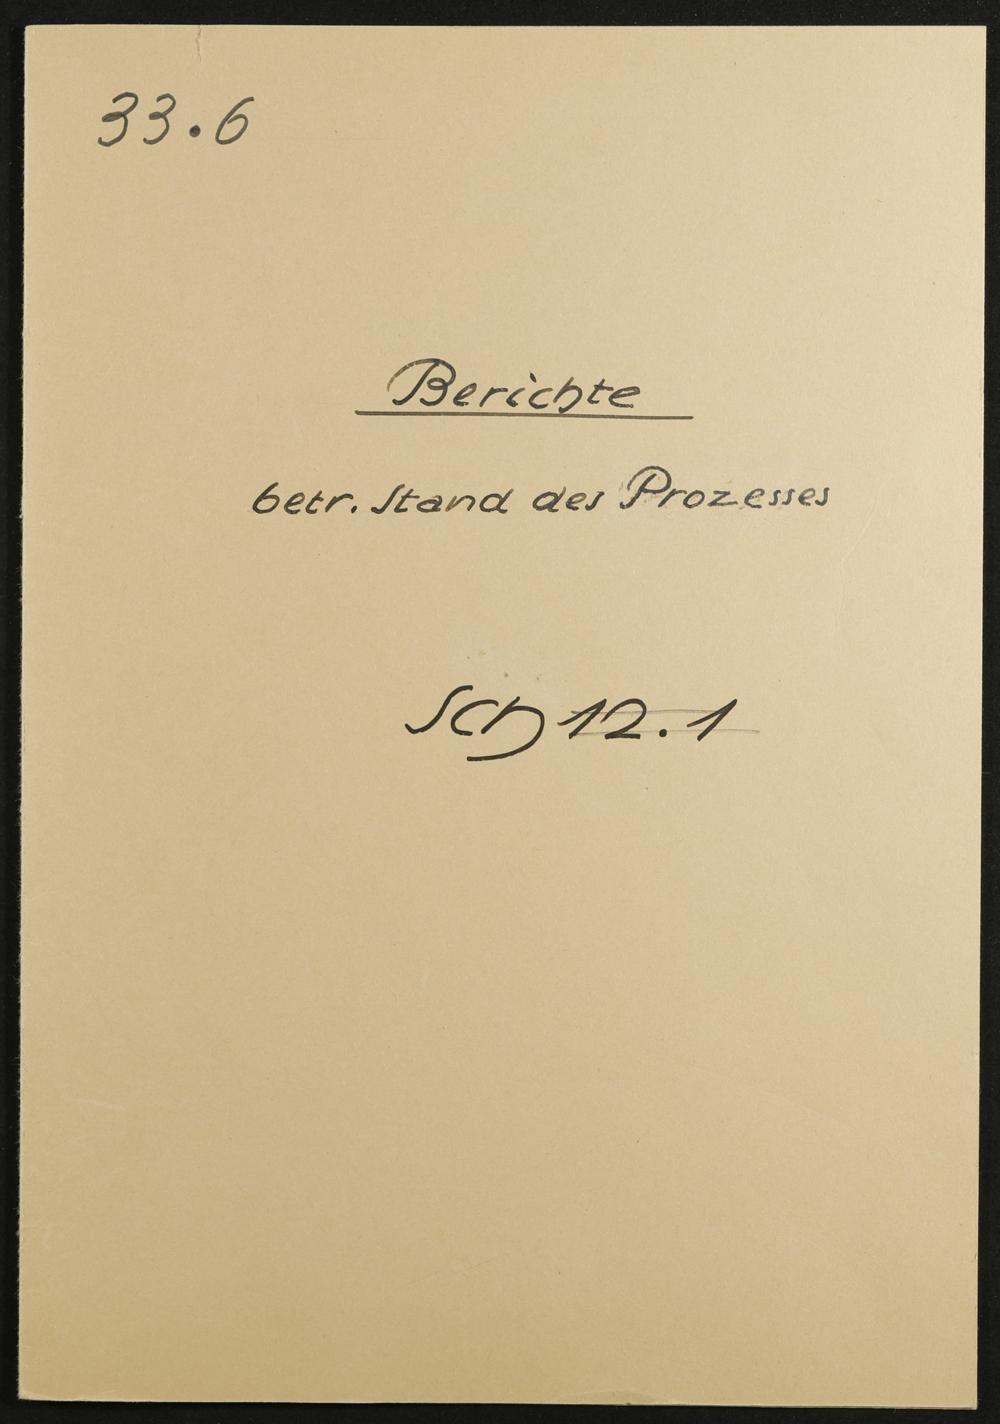 33.6
Berichte
betr. Stand des Prozesses
Sch 12.1